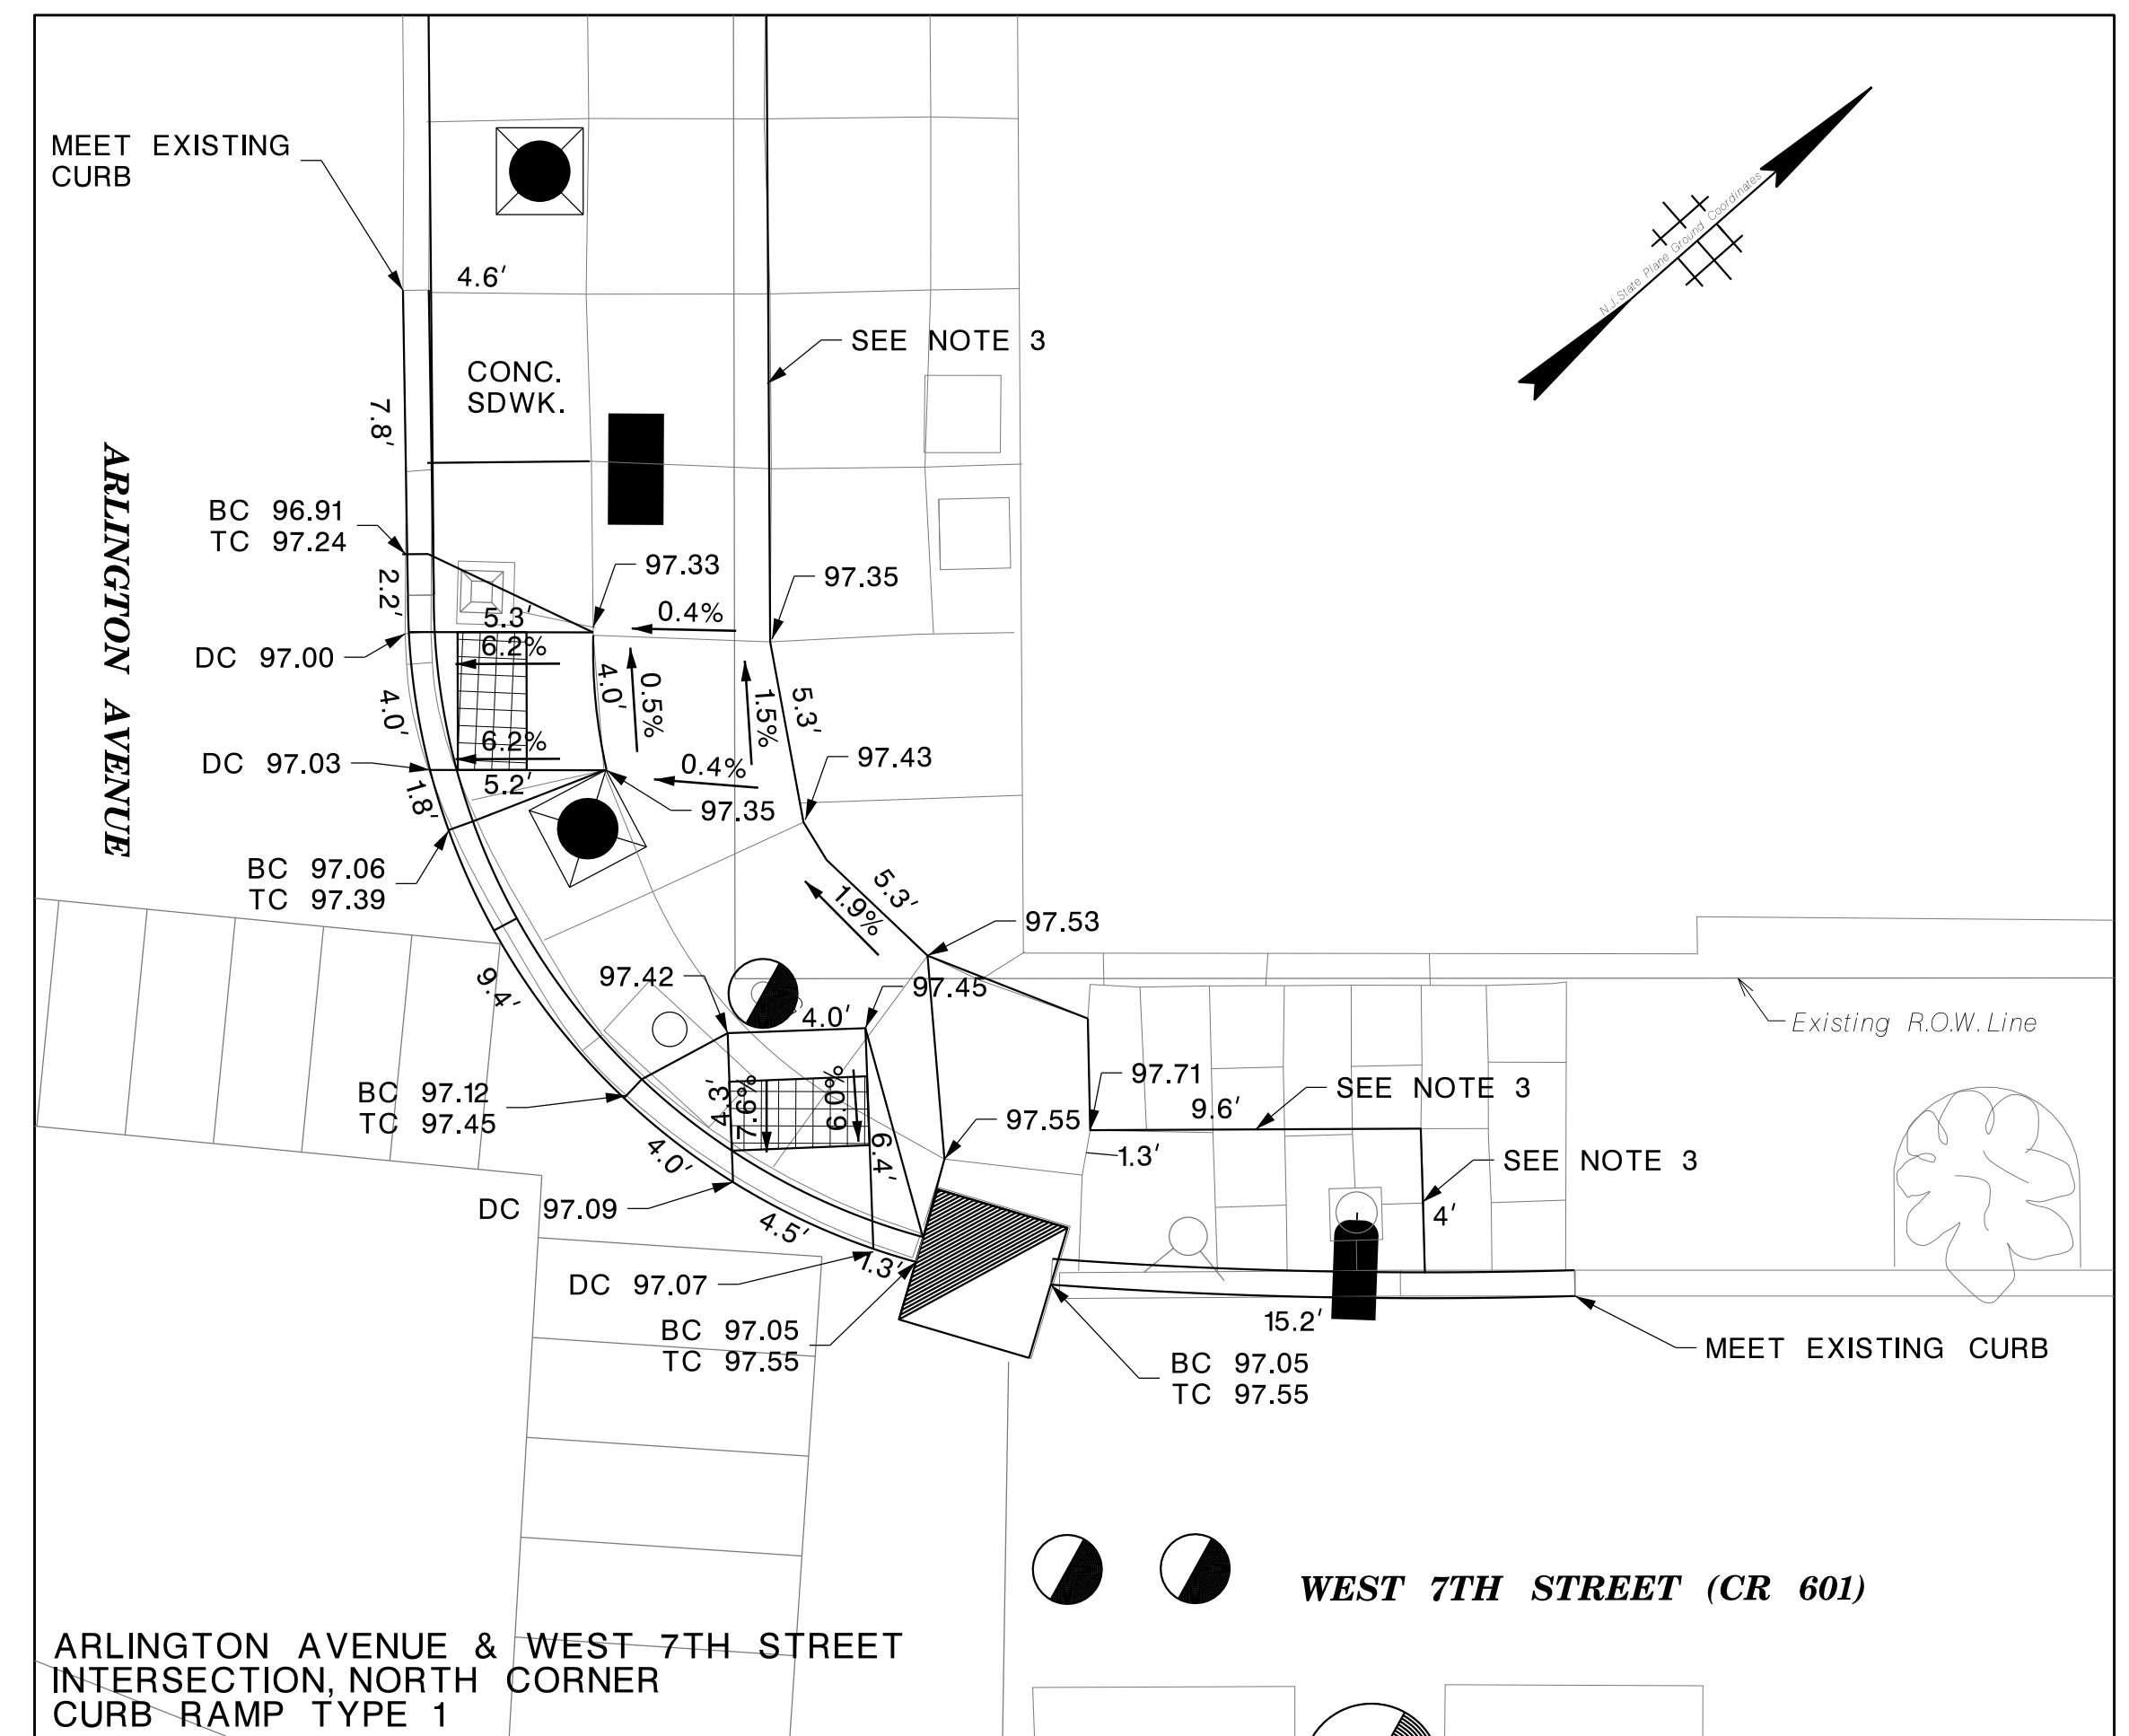 MEET EXISTING
CURB
4.6'
SEE NOTE 3
CONC.
SDWK.
7.8'
N.J. State Plane Ground Coordinates
ARLINGTON AVENUE
BC 96.91
TC 97.24
97.33
97.35
2.2'
5.3'
0.4%
6.2%
DC 97.00
4.0'
4.0'
0.5%
1.5%
5.3'
6.2%
DC 97.03
5.2'
0.4%
97.43
1.8'
97.35
BC 97.06
TC 97.39
5.3'
1.9%
97.53
9.4'
97.42
97.45
4.0'
Existing R.O.W. Line
97.71
SEE NOTE 3
9.6'
BC 97.12
TC 97.45
4.3'
7.6%
6.0%
97.55
6.4'
1.3'
SEE NOTE 3
4.0'
4'
DC 97.09
4.5'
1.3'
DC 97.07
BC 97.05
TC 97.55
15.2'
MEET EXISTING CURB
BC 97.05
TC 97.55
WEST 7TH STREET (CR 601)
ARLINGTON AVENUE & WEST 7TH STREET
INTERSECTION, NORTH CORNER
CURB RAMP TYPE 1